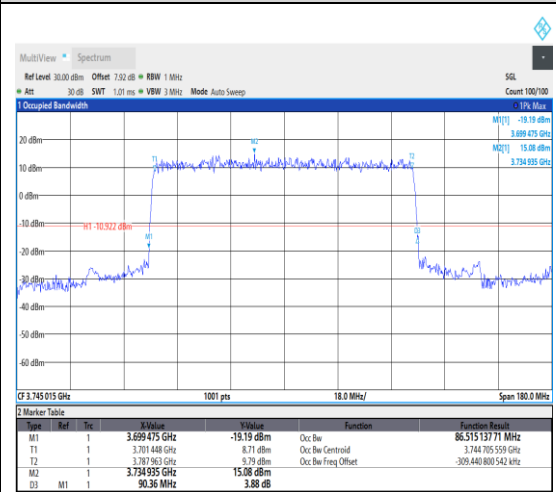 MultiView Spectrum
Ref Level 30.00 dBm Offset 7.92 dB RBW 1 MHz SGL
Att 30 dB SWT 1.01 ms VBW 3 MHz Mode Auto Sweep Count 100/100
1 Occupied Bandwidth 1Pk Max
M1[1] -19.19 dBm
3.699 475 GHz
M2[1] 15.08 dBm
3.734 935 GHz
M2
T1
T2
20 dBm
10 dBm
0 dBm
-10 dBm
H1 -10.922 dBm
M1
D3
-20 dBm
-30 dBm
-40 dBm
-50 dBm
-60 dBm
CF 3.745 015 GHz 1001 pts 18.0 MHz/ Span 180.0 MHz
2 Marker Table
Type Ref Trc X-Value Y-Value Function Function Result
M1 1 3.699 475 GHz -19.19 dBm Occ Bw 86.515 137 71 MHz
T1 1 3.701 448 GHz 8.71 dBm Occ Bw Centroid 3.744 705 559 GHz
T2 1 3.787 963 GHz 9.79 dBm Occ Bw Freq Offset -309.440 800 542 kHz
M2 1 3.734 935 GHz 15.08 dBm
D3 M1 1 90.36 MHz 3.88 dB